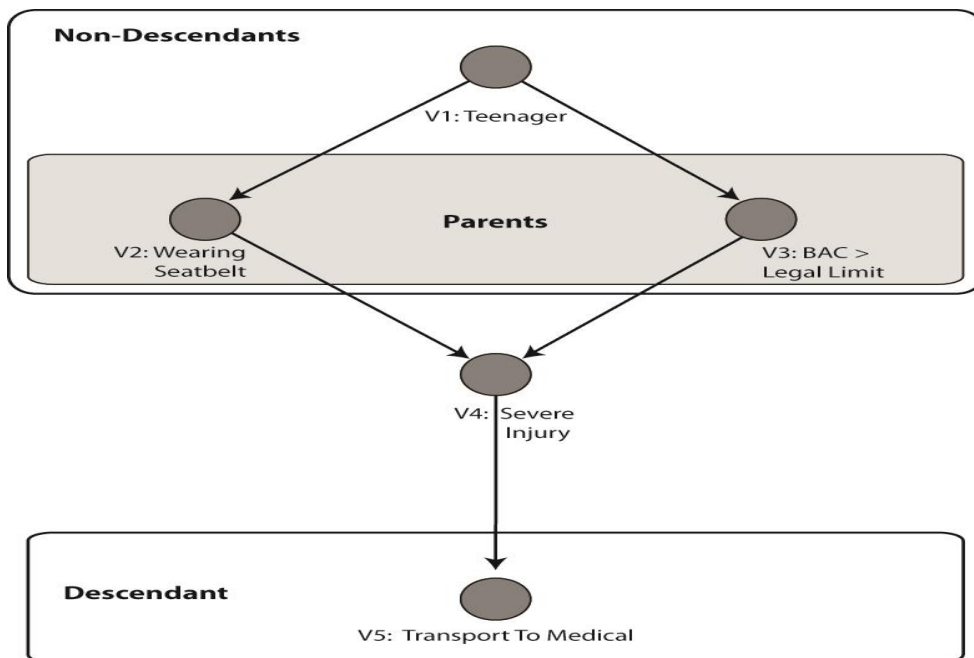 Non-Descendants
V1: Teenager
Parents
V2: Wearing
Seatbelt
V3: BAC >
Legal Limit
V4: Severe
Injury
Descendant
V5: Transport To Medical